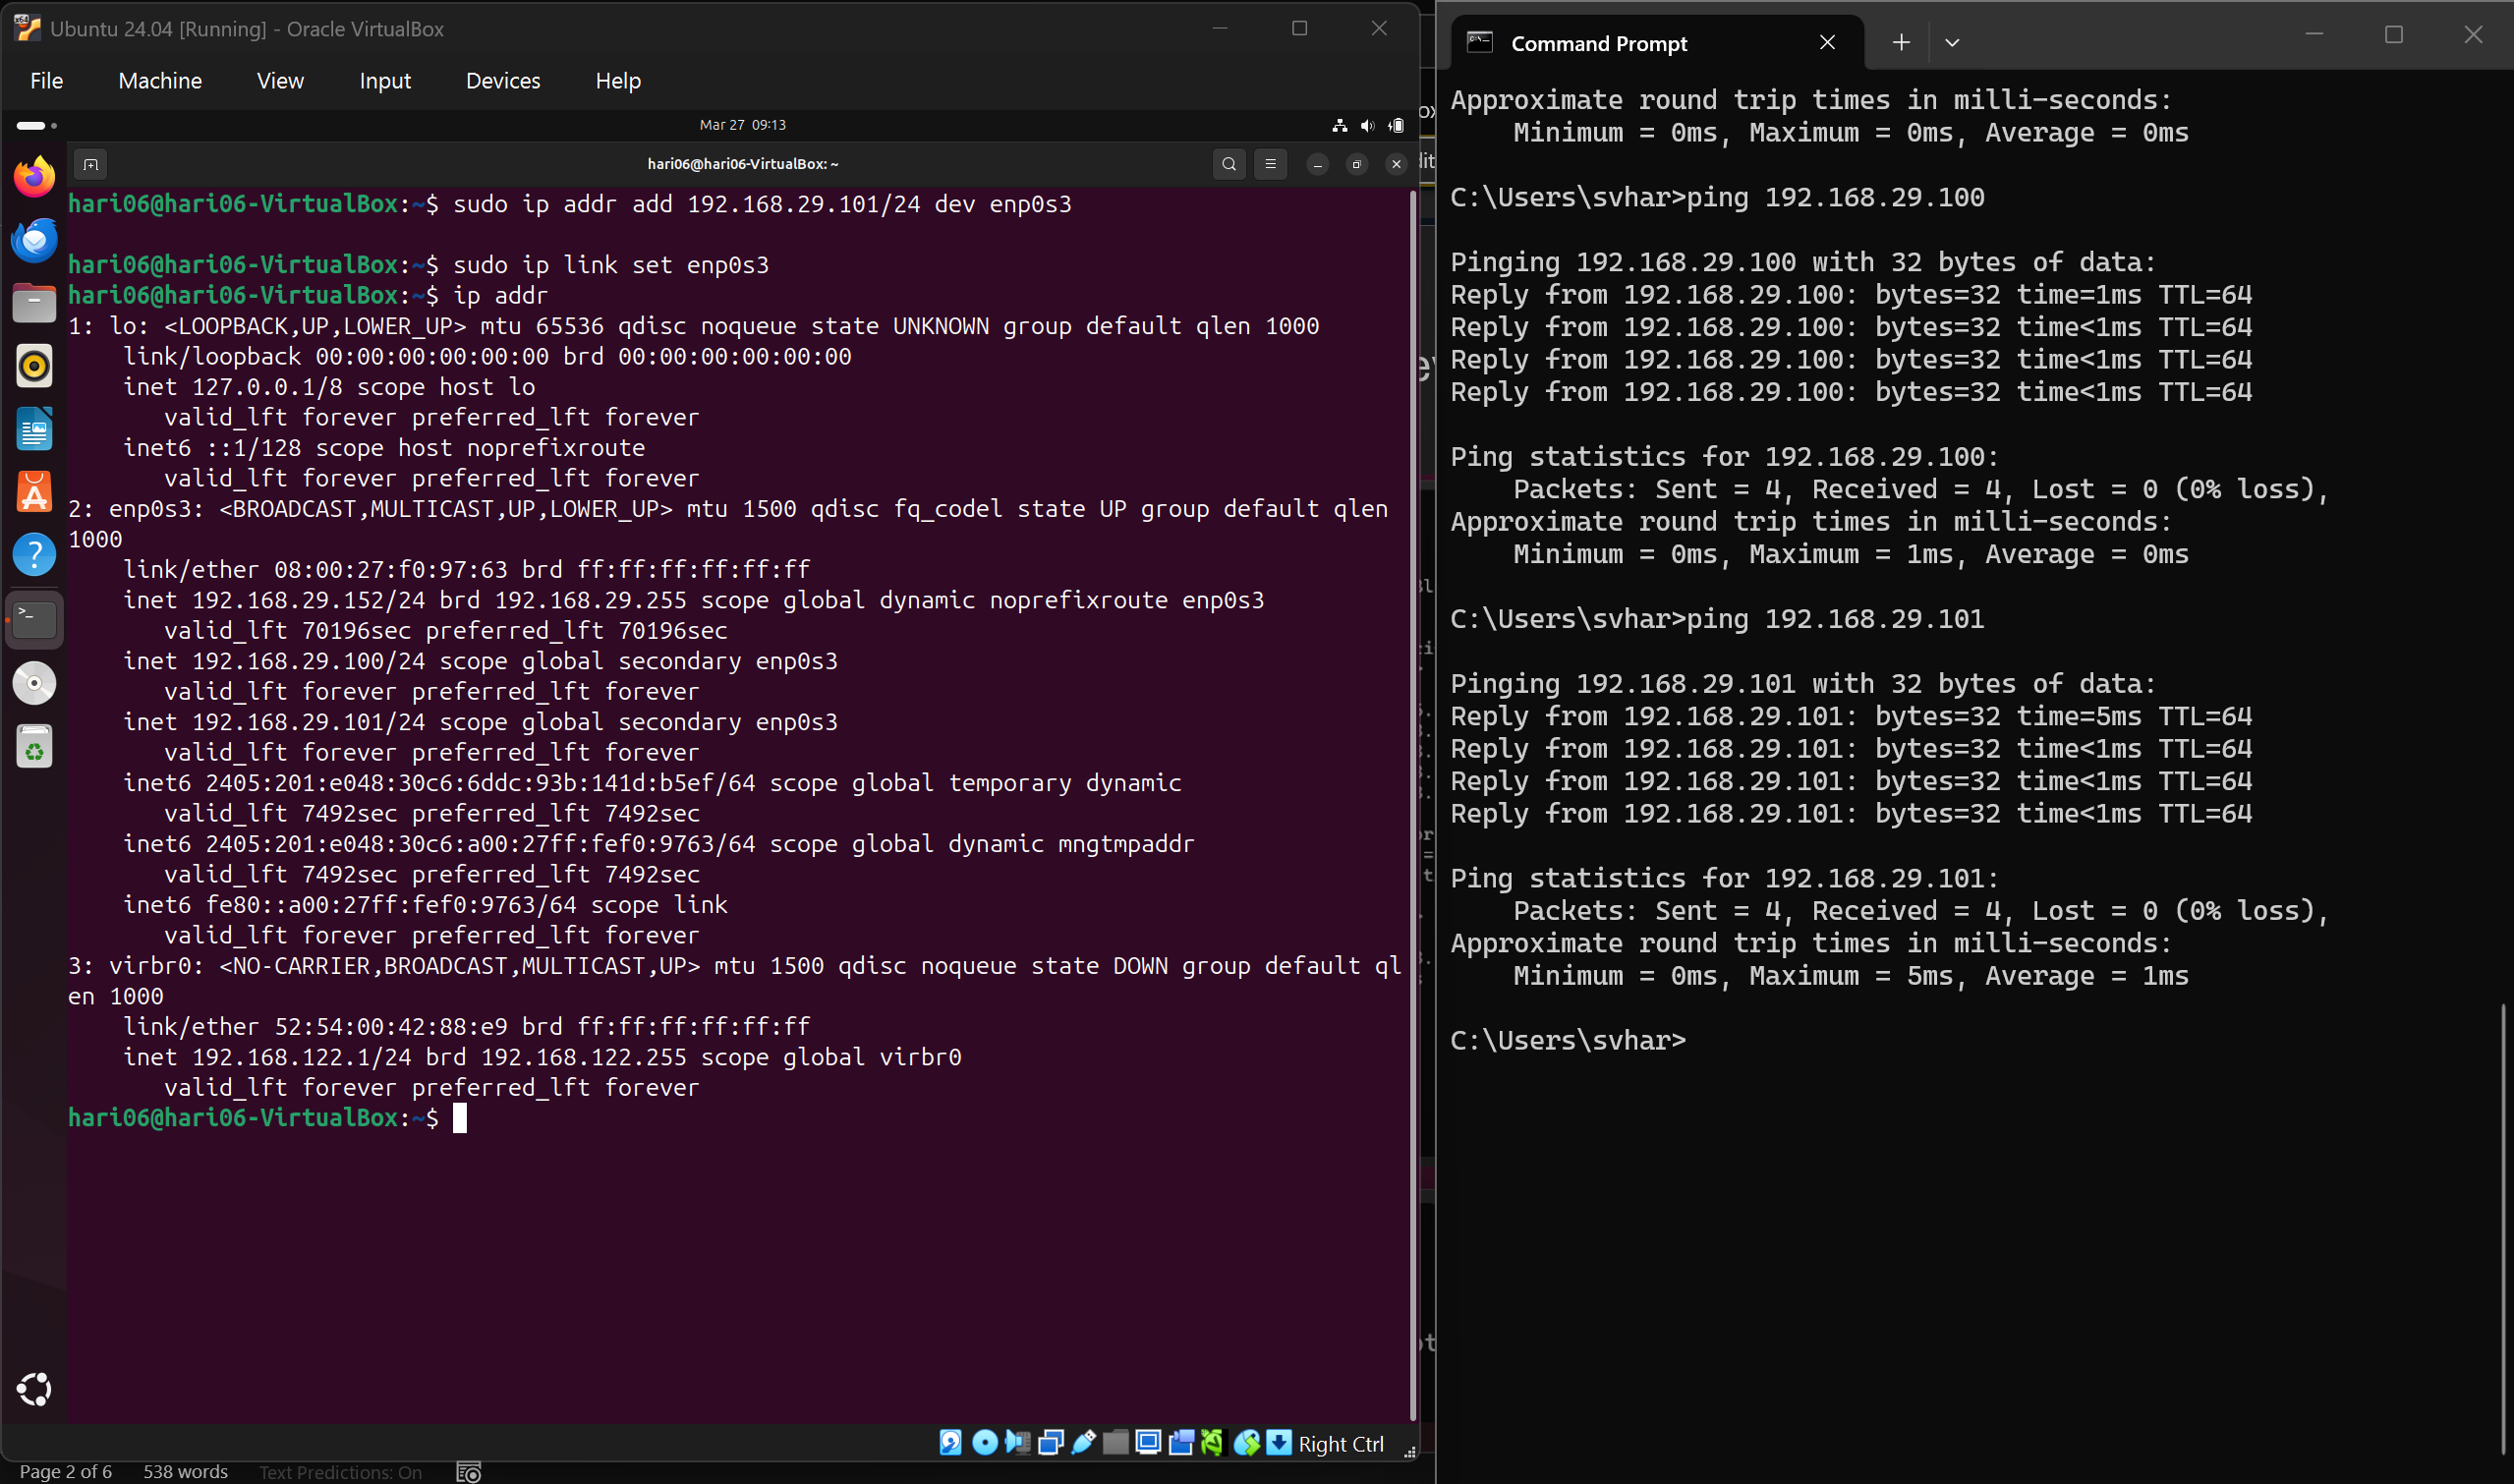 Ubuntu 24.04 [Running] - Oracle VirtualBox
File Machine View Input Devices Help
Mar 27 09:13
hari06@hari06-VirtualBox: ~
hari06@hari06-VirtualBox:~$ sudo ip addr add 192.168.29.101/24 dev enp0s3
hari06@hari06-VirtualBox:~$ sudo ip link set enp0s3
hari06@hari06-VirtualBox:~$ ip addr
1: lo: <LOOPBACK,UP,LOWER_UP> mtu 65536 qdisc noqueue state UNKNOWN group default qlen 1000
link/loopback 00:00:00:00:00:00 brd 00:00:00:00:00:00
inet 127.0.0.1/8 scope host lo
valid_lft forever preferred_lft forever
inet6 ::1/128 scope host noprefixroute
valid_lft forever preferred_lft forever
2: enp0s3: <BROADCAST,MULTICAST,UP,LOWER_UP> mtu 1500 qdisc fq_codel state UP group default qlen
1000
link/ether 08:00:27:f0:97:63 brd ff:ff:ff:ff:ff:ff
inet 192.168.29.152/24 brd 192.168.29.255 scope global dynamic noprefixroute enp0s3
valid_lft 70196sec preferred_lft 70196sec
inet 192.168.29.100/24 scope global secondary enp0s3
valid_lft forever preferred_lft forever
inet 192.168.29.101/24 scope global secondary enp0s3
valid_lft forever preferred_lft forever
inet6 2405:201:e048:30c6:6ddc:93b:141d:b5ef/64 scope global temporary dynamic
valid_lft 7492sec preferred_lft 7492sec
inet6 2405:201:e048:30c6:a00:27ff:fef0:9763/64 scope global dynamic mngtmpaddr
valid_lft 7492sec preferred_lft 7492sec
inet6 fe80::a00:27ff:fef0:9763/64 scope link
valid_lft forever preferred_lft forever
3: virbr0: <NO-CARRIER,BROADCAST,MULTICAST,UP> mtu 1500 qdisc noqueue state DOWN group default ql
en 1000
link/ether 52:54:00:42:88:e9 brd ff:ff:ff:ff:ff:ff
inet 192.168.122.1/24 brd 192.168.122.255 scope global virbr0
valid_lft forever preferred_lft forever
hari06@hari06-VirtualBox:~$
Right Ctrl
Page 2 of 6 538 words Text Predictions: On
Command Prompt
Approximate round trip times in milli-seconds:
Minimum = 0ms, Maximum = 0ms, Average = 0ms
C:\Users\svhar>ping 192.168.29.100
Pinging 192.168.29.100 with 32 bytes of data:
Reply from 192.168.29.100: bytes=32 time=1ms TTL=64
Reply from 192.168.29.100: bytes=32 time<1ms TTL=64
Reply from 192.168.29.100: bytes=32 time<1ms TTL=64
Reply from 192.168.29.100: bytes=32 time<1ms TTL=64
Ping statistics for 192.168.29.100:
Packets: Sent = 4, Received = 4, Lost = 0 (0% loss),
Approximate round trip times in milli-seconds:
Minimum = 0ms, Maximum = 1ms, Average = 0ms
C:\Users\svhar>ping 192.168.29.101
Pinging 192.168.29.101 with 32 bytes of data:
Reply from 192.168.29.101: bytes=32 time=5ms TTL=64
Reply from 192.168.29.101: bytes=32 time<1ms TTL=64
Reply from 192.168.29.101: bytes=32 time<1ms TTL=64
Reply from 192.168.29.101: bytes=32 time<1ms TTL=64
Ping statistics for 192.168.29.101:
Packets: Sent = 4, Received = 4, Lost = 0 (0% loss),
Approximate round trip times in milli-seconds:
Minimum = 0ms, Maximum = 5ms, Average = 1ms
C:\Users\svhar>